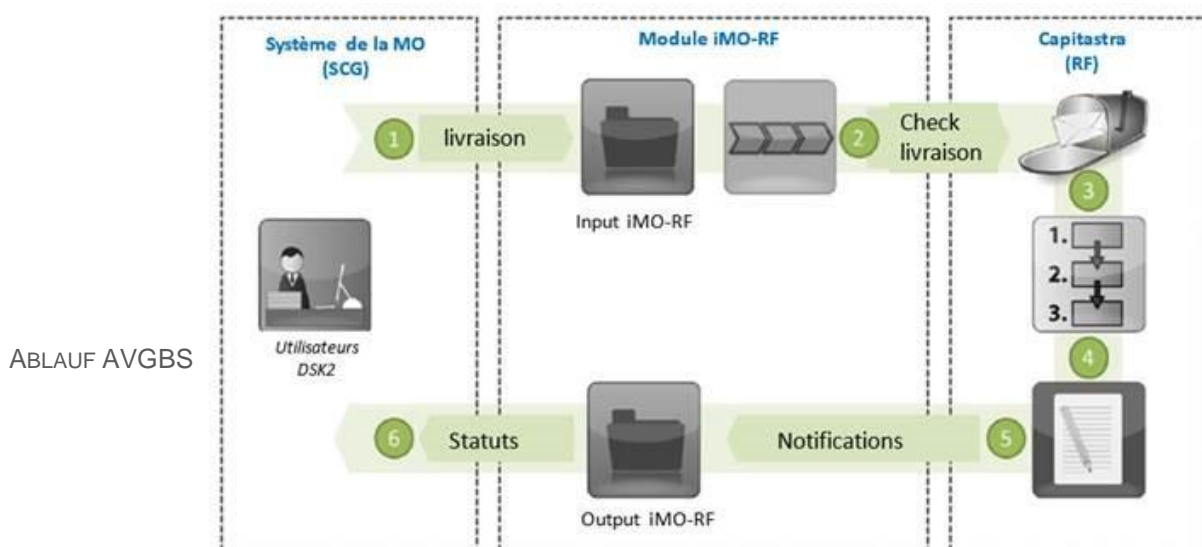 Système de la MO
(SCG)
Module iMO-RF
Capitastra
(RF)
1
livraison
2
Check
livraison
3
Input iMO-RF
1.
2.
3.
Utilisateurs
DSK2
ABLAUF AVGBS
4
6
Statuts
Notifications
5
Output iMO-RF